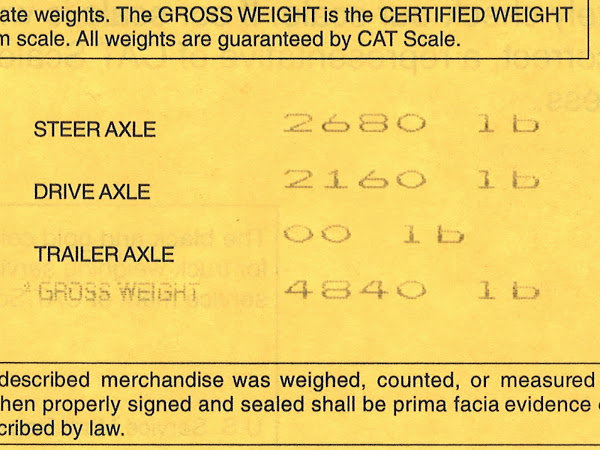 ate weights. The GROSS WEIGHT is the CERTIFIED WEIGHT
m scale. All weights are guaranteed by CAT Scale.
STEER AXLE 2680 lb
DRIVE AXLE 2160 lb
TRAILER AXLE 00 lb
* GROSS WEIGHT 4840 lb
described merchandise was weighed, counted, or measured
hen properly signed and sealed shall be prima facia evidence
cribed by law.